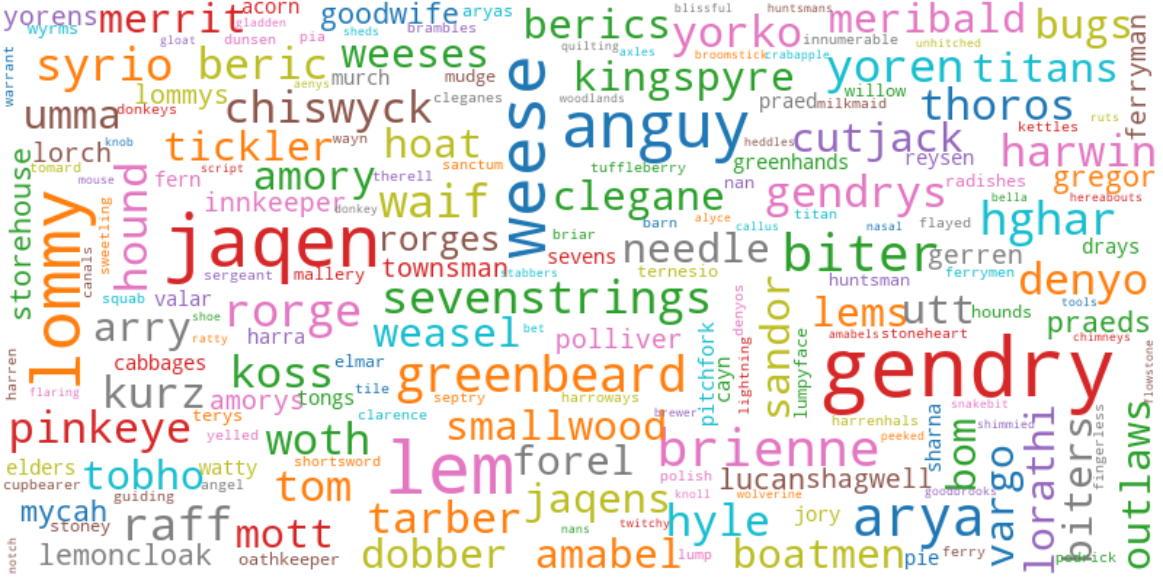 yorens merrit acorn goodwife aryas berics yorko blissful huntsmans meribald bugs
wyrms gladden sheds brambles innumerable ferryman
gloat dunsen pia quilting axles broomstick crabapple unhitched
warrant syrio beric weeses weese kingspyre yoren titans
aenys murch mudge willow
lommys cleganes woodlands praed milkmaid thoros ruts
umma donkeys chiswyck anguy kettles
knob wayn heddles cutjack
lorch tickler hoat greenhands reysen harwin
storehouse tomard script sanctum tuffleberry
mouse fern amory therell nan radishes gregor
hound waif clegane gendrys bella hereabouts
lommy sweetling innkeeper donkey alyce titan hghar
canals jaqen rorges barn callus flayed nasal
briar needle biter gerren drays
sergeant mallery townsman stabbers sevens ternesio huntsman ferrymen denyo
squab valar sevenstrings sandor tools
shoe rorge lems utt hounds praeds
arry ratty harra weasel bet polliver pitchfork denyos amabels stoneheart chimneys
harren cabbages koss elmar greenbeard cayn lightning lumpyface gendry flowstone
flaring kurz amorys tongs tile septry harroways
terys clarence brewer harrenhals sharna snakebit
pinkeye yelled woth smallwood brienne peeked bom shimmied lorathi biters fingerless outlaws
elders tobho watty shortsword lem forel
cupbearer angel polish lucan shagwell
guiding tom jaqens knoll wolverine goodbrooks vargo
mycah stoney raff mott tarber nans twitchy hyle jory arya
notch lemoncloak oathkeeper dobber amabel lump boatmen pie ferry podrick